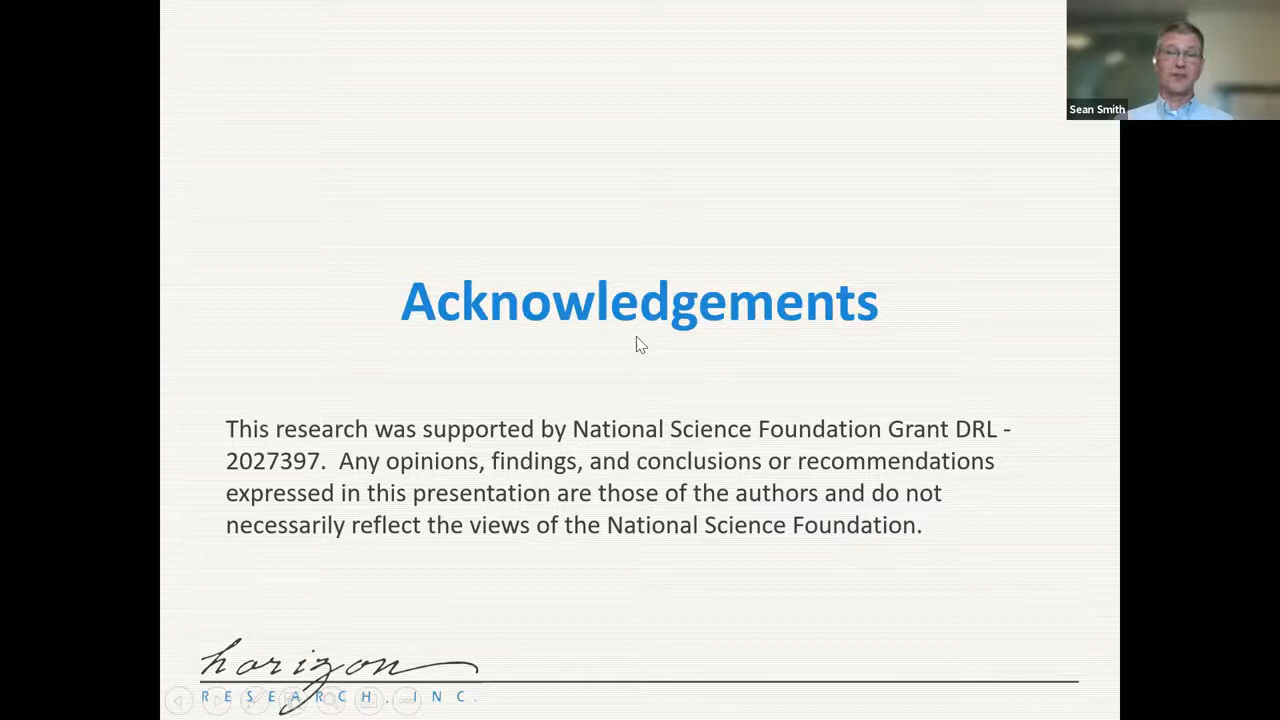 Sean Smith
Acknowledgements
This research was supported by National Science Foundation Grant DRL -
2027397.  Any opinions, findings, and conclusions or recommendations
expressed in this presentation are those of the authors and do not
necessarily reflect the views of the National Science Foundation.
horizon
RESEARCH, INC.